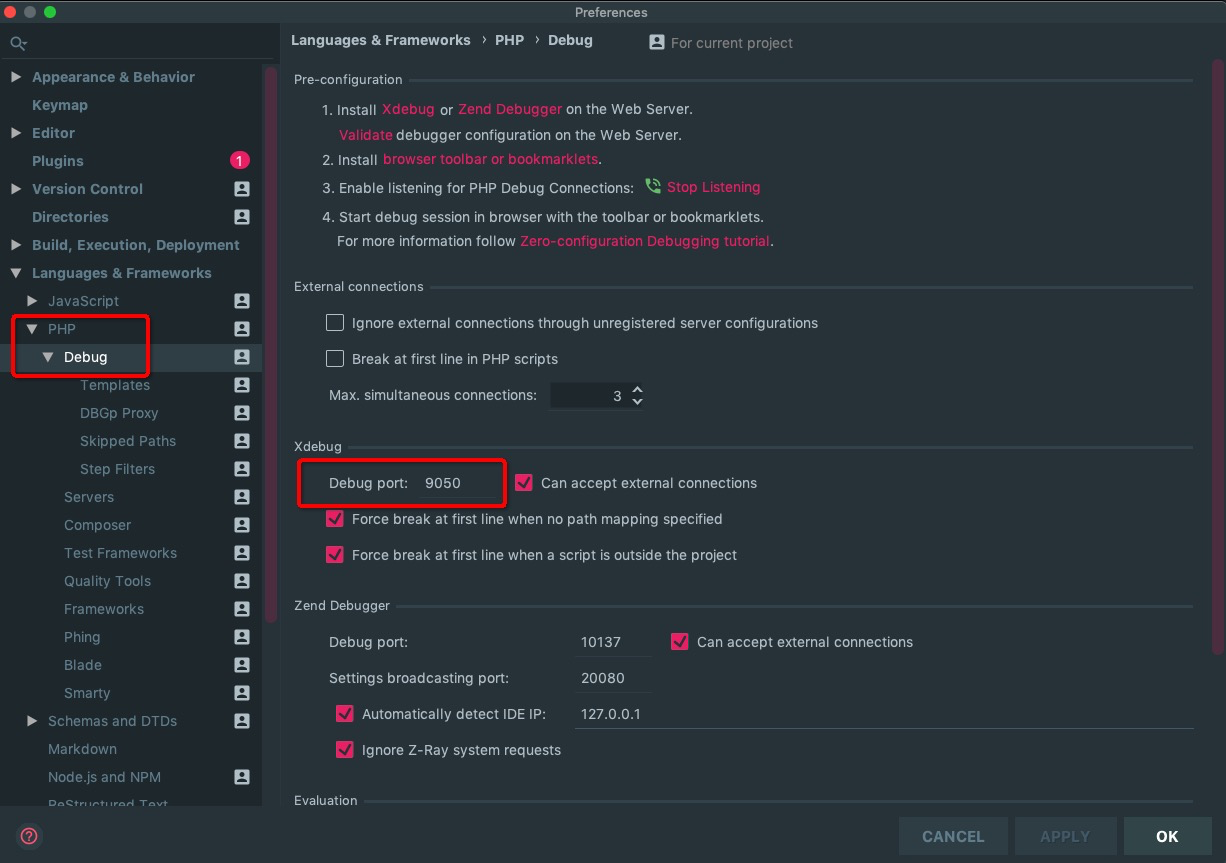 Preferences
Appearance & Behavior
Keymap
Editor
Plugins 1
Version Control
Directories
Build, Execution, Deployment
Languages & Frameworks
JavaScript
PHP
Debug
Templates
DBGp Proxy
Skipped Paths
Step Filters
Servers
Composer
Test Frameworks
Quality Tools
Frameworks
Phing
Blade
Smarty
Schemas and DTDs
Markdown
Node.js and NPM
ReStructured Text
Languages & Frameworks › PHP › Debug For current project
Pre-configuration
1. Install Xdebug or Zend Debugger on the Web Server.
Validate debugger configuration on the Web Server.
2. Install browser toolbar or bookmarklets.
3. Enable listening for PHP Debug Connections: Stop Listening
4. Start debug session in browser with the toolbar or bookmarklets.
For more information follow Zero-configuration Debugging tutorial.
External connections
Ignore external connections through unregistered server configurations
Break at first line in PHP scripts
Max. simultaneous connections: 3
Xdebug
Debug port: 9050 Can accept external connections
Force break at first line when no path mapping specified
Force break at first line when a script is outside the project
Zend Debugger
Debug port: 10137 Can accept external connections
Settings broadcasting port: 20080
Automatically detect IDE IP: 127.0.0.1
Ignore Z-Ray system requests
Evaluation
?
CANCEL APPLY OK